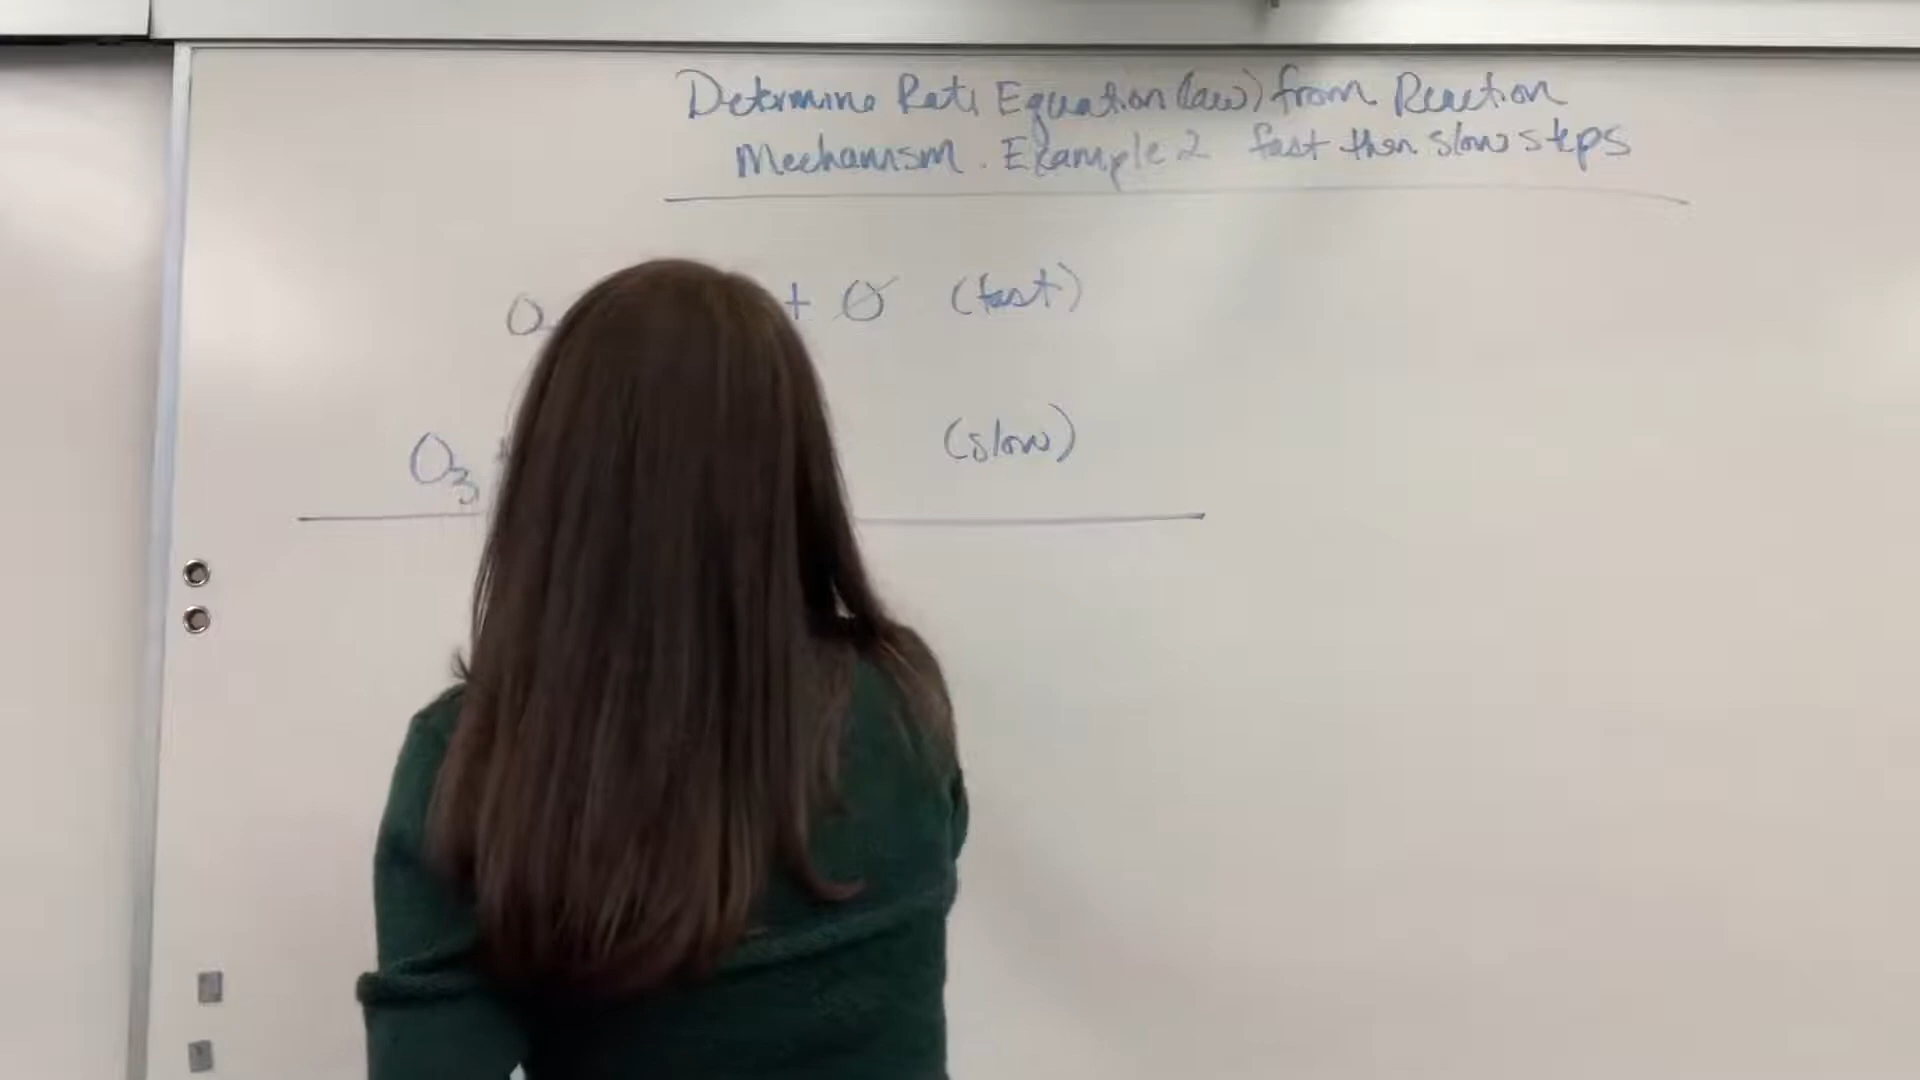 Determine Rate Equation (law) from Reaction
Mechanism. Example 2 fast then slow steps
O + O (fast)
O3 (slow)